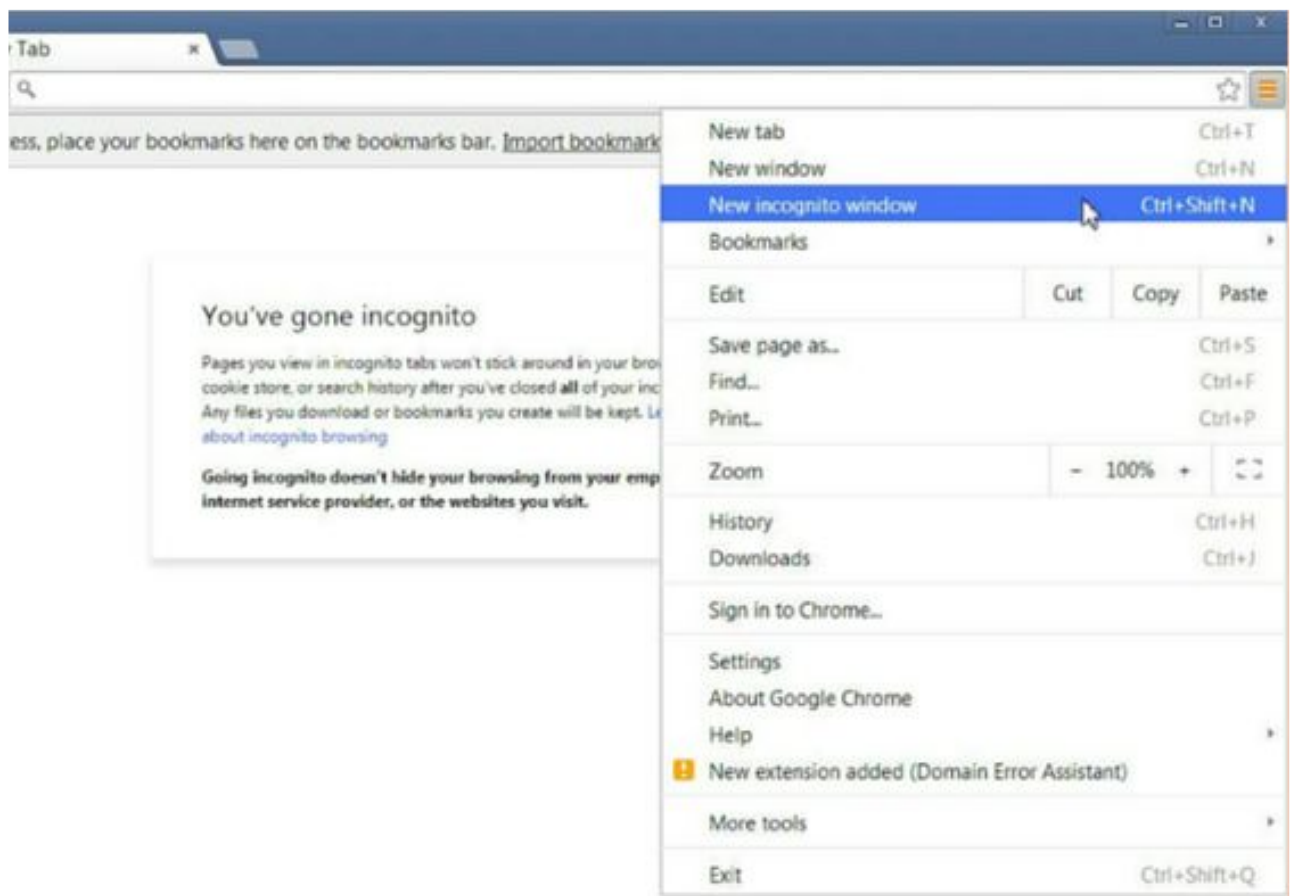 Tab
ess, place your bookmarks here on the bookmarks bar. Import bookmark
New tab Ctrl+T
New window Ctrl+N
New incognito window Ctrl+Shift+N
Bookmarks
Edit Cut Copy Paste
Save page as... Ctrl+S
Find... Ctrl+F
Print... Ctrl+P
Zoom - 100% +
History Ctrl+H
Downloads Ctrl+J
Sign in to Chrome...
Settings
About Google Chrome
Help
New extension added (Domain Error Assistant)
More tools
Exit Ctrl+Shift+Q
You've gone incognito
Pages you view in incognito tabs won't stick around in your bro
cookie store, or search history after you've closed all of your inc
Any files you download or bookmarks you create will be kept. Le
about incognito browsing
Going incognito doesn't hide your browsing from your emp
internet service provider, or the websites you visit.